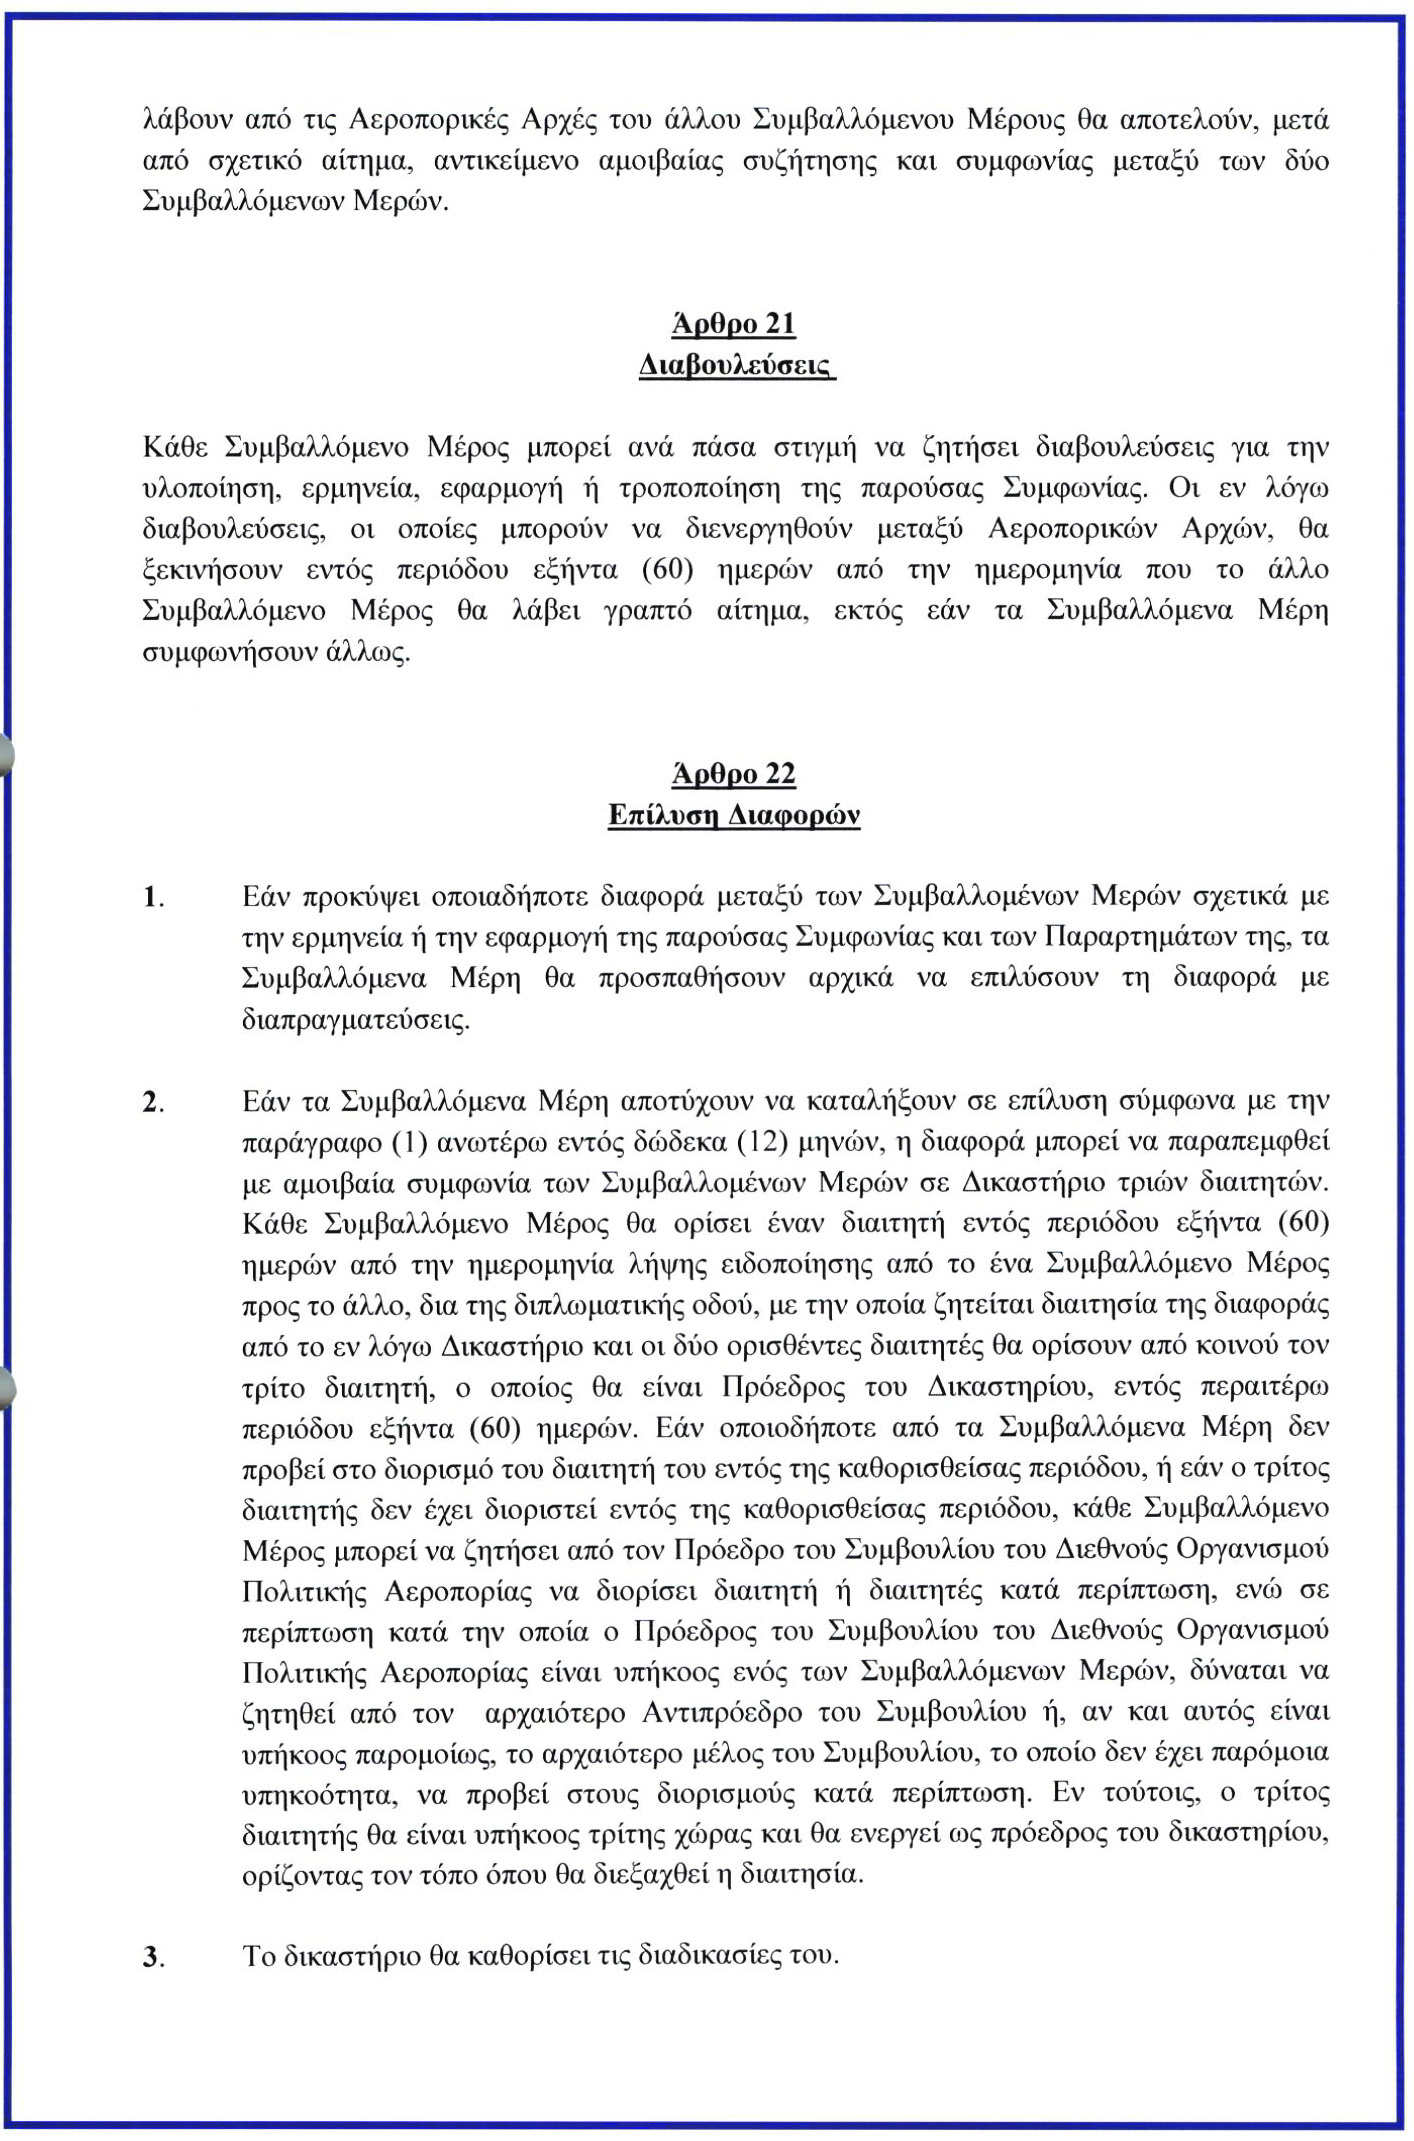 λάβουν από τις Αεροπορικές Αρχές του άλλου Συμβαλλόμενου Μέρους θα αποτελούν, μετά
από σχετικό αίτημα, αντικείμενο αμοιβαίας συζήτησης και συμφωνίας μεταξύ των δύο
Συμβαλλόμενων Μερών.
Άρθρο 21
Διαβουλεύσεις
Κάθε Συμβαλλόμενο Μέρος μπορεί ανά πάσα στιγμή να ζητήσει διαβουλεύσεις για την
υλοποίηση, ερμηνεία, εφαρμογή ή τροποποίηση της παρούσας Συμφωνίας. Οι εν λόγω
διαβουλεύσεις, οι οποίες μπορούν να διενεργηθούν μεταξύ Αεροπορικών Αρχών, θα
ξεκινήσουν εντός περιόδου εξήντα (60) ημερών από την ημερομηνία που το άλλο
Συμβαλλόμενο Μέρος θα λάβει γραπτό αίτημα, εκτός εάν τα Συμβαλλόμενα Μέρη
συμφωνήσουν άλλως.
Άρθρο 22
Επίλυση Διαφορών
1. Εάν προκύψει οποιαδήποτε διαφορά μεταξύ των Συμβαλλομένων Μερών σχετικά με
την ερμηνεία ή την εφαρμογή της παρούσας Συμφωνίας και των Παραρτημάτων της, τα
Συμβαλλόμενα Μέρη θα προσπαθήσουν αρχικά να επιλύσουν τη διαφορά με
διαπραγματεύσεις.
2. Εάν τα Συμβαλλόμενα Μέρη αποτύχουν να καταλήξουν σε επίλυση σύμφωνα με την
παράγραφο (1) ανωτέρω εντός δώδεκα (12) μηνών, η διαφορά μπορεί να παραπεμφθεί
με αμοιβαία συμφωνία των Συμβαλλομένων Μερών σε Δικαστήριο τριών διαιτητών.
Κάθε Συμβαλλόμενο Μέρος θα ορίσει έναν διαιτητή εντός περιόδου εξήντα (60)
ημερών από την ημερομηνία λήψης ειδοποίησης από το ένα Συμβαλλόμενο Μέρος
προς το άλλο, δια της διπλωματικής οδού, με την οποία ζητείται διαιτησία της διαφοράς
από το εν λόγω Δικαστήριο και οι δύο ορισθέντες διαιτητές θα ορίσουν από κοινού τον
τρίτο διαιτητή, ο οποίος θα είναι Πρόεδρος του Δικαστηρίου, εντός περαιτέρω
περιόδου εξήντα (60) ημερών. Εάν οποιοδήποτε από τα Συμβαλλόμενα Μέρη δεν
προβεί στο διορισμό του διαιτητή του εντός της καθορισθείσας περιόδου, ή εάν ο τρίτος
διαιτητής δεν έχει διοριστεί εντός της καθορισθείσας περιόδου, κάθε Συμβαλλόμενο
Μέρος μπορεί να ζητήσει από τον Πρόεδρο του Συμβουλίου του Διεθνούς Οργανισμού
Πολιτικής Αεροπορίας να διορίσει διαιτητή ή διαιτητές κατά περίπτωση, ενώ σε
περίπτωση κατά την οποία ο Πρόεδρος του Συμβουλίου του Διεθνούς Οργανισμού
Πολιτικής Αεροπορίας είναι υπήκοος ενός των Συμβαλλόμενων Μερών, δύναται να
ζητηθεί από τον αρχαιότερο Αντιπρόεδρο του Συμβουλίου ή, αν και αυτός είναι
υπήκοος παρομοίως, το αρχαιότερο μέλος του Συμβουλίου, το οποίο δεν έχει παρόμοια
υπηκοότητα, να προβεί στους διορισμούς κατά περίπτωση. Εν τούτοις, ο τρίτος
διαιτητής θα είναι υπήκοος τρίτης χώρας και θα ενεργεί ως πρόεδρος του δικαστηρίου,
ορίζοντας τον τόπο όπου θα διεξαχθεί η διαιτησία.
3. Το δικαστήριο θα καθορίσει τις διαδικασίες του.